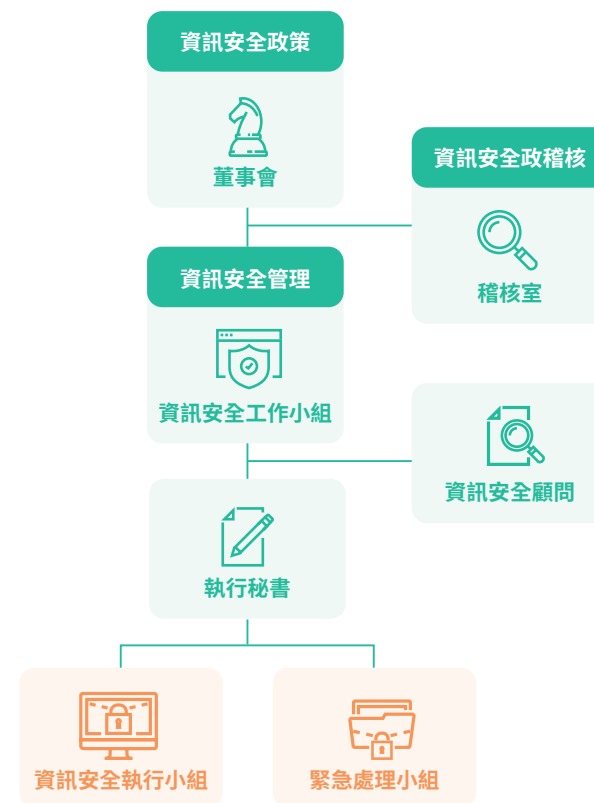 資訊安全政策
董事會
資訊安全政稽核
稽核室
資訊安全管理
資訊安全工作小組
資訊安全顧問
執行秘書
資訊安全執行小組
緊急處理小組